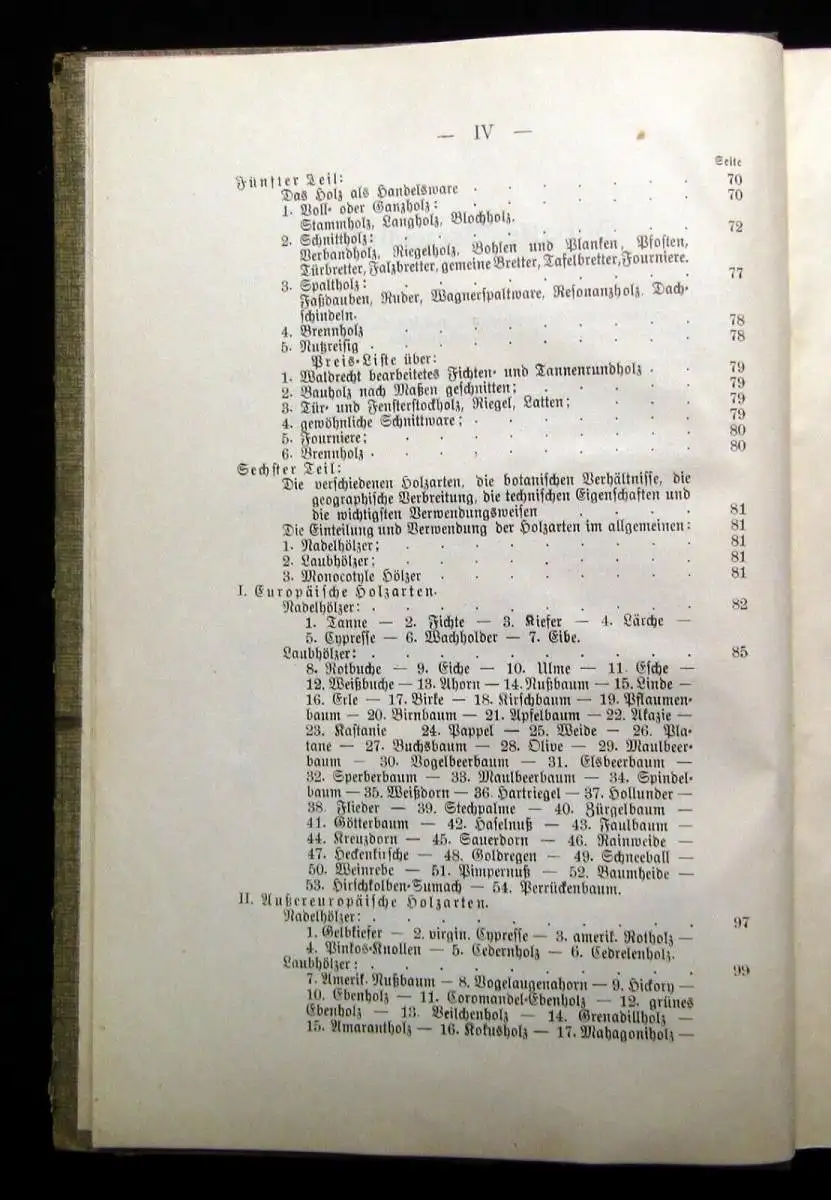 — IV —
Seite
Fünfter Teil: . . . . . . 70
Das Holz als Handelsware . . . . . . 70
1. Voll- oder Ganzholz: . . . . . .
Stammholz, Langholz, Blochholz.
2. Schnittholz: . . . . . . 72
Verbandholz, Riegelholz, Bohlen und Planken, Pfosten,
Türbretter, Falzbretter, gemeine Bretter, Tafelbretter, Fourniere.
3. Spaltholz: . . . . . . 77
Faßdauben, Ruder, Wagnerspaltware, Resonanzholz, Dach-
schindeln.
4. Brennholz . . . . . . 78
5. Nutzreisig . . . . . . 78
Preis-Liste über:
1. Waldrecht bearbeitetes Fichten- und Tannenrundholz . . 79
2. Bauholz nach Maßen geschnitten; . . . . . 79
3. Tür- und Fensterstockholz, Riegel, Latten; . . . . 79
4. gewöhnliche Schnittware; . . . . . . 79
5. Fourniere; . . . . . . 80
6. Brennholz . . . . . . 80
Sechster Teil:
Die verschiedenen Holzarten, die botanischen Verhältnisse, die
geographische Verbreitung, die technischen Eigenschaften und
die wichtigsten Verwendungsweisen . . . . 81
Die Einteilung und Verwendung der Holzarten im allgemeinen: 81
1. Nadelhölzer; . . . . . . 81
2. Laubhölzer; . . . . . . 81
3. Monocotyle Hölzer . . . . . . 81
I. Europäische Holzarten.
Nadelhölzer: . . . . . . 82
1. Tanne — 2. Fichte — 3. Kiefer — 4. Lärche —
5. Cypresse — 6. Wachholder — 7. Eibe.
Laubhölzer: . . . . . . 85
8. Rotbuche — 9. Eiche — 10. Ulme — 11. Esche —
12. Weißbuche — 13. Ahorn — 14. Nußbaum — 15. Linde —
16. Erle — 17. Birke — 18. Kirschbaum — 19. Pflaumen-
baum — 20. Birnbaum — 21. Apfelbaum — 22. Akazie —
23. Kastanie 24. Pappel — 25. Weide — 26. Pla-
tane — 27. Buchsbaum — 28. Olive — 29. Maulbeer-
baum — 30. Vogelbeerbaum — 31. Elsbeerbaum —
32. Sperberbaum — 33. Maulbeerbaum — 34. Spindel-
baum — 35. Weißdorn — 36. Hartriegel — 37. Hollunder —
38. Flieder — 39. Stechpalme — 40. Zürgelbaum —
41. Götterbaum — 42. Haselnuß — 43. Faulbaum —
44. Kreuzdorn — 45. Sauerdorn — 46. Rainweide —
47. Heckenkirsche — 48. Goldregen — 49. Schneeball —
50. Weinrebe — 51. Pimpernuß — 52. Baumheide —
53. Hirschkolben-Sumach — 54. Perrückenbaum.
II. Außereuropäische Holzarten.
Nadelhölzer: . . . . . . 97
1. Gelbkiefer — 2. virgin. Cypresse — 3. amerik. Rotholz —
4. Pinkos-Knollen — 5. Cedernholz — 6. Cedrelenholz.
Laubhölzer: . . . . . . 99
7. Amerik. Nußbaum — 8. Vogelaugenahorn — 9. Hickory —
10. Ebenholz — 11. Coromandel-Ebenholz — 12. grünes
Ebenholz — 13. Veilchenholz — 14. Grenadillholz —
15. Amarantholz — 16. Kokusholz — 17. Mahagoniholz —